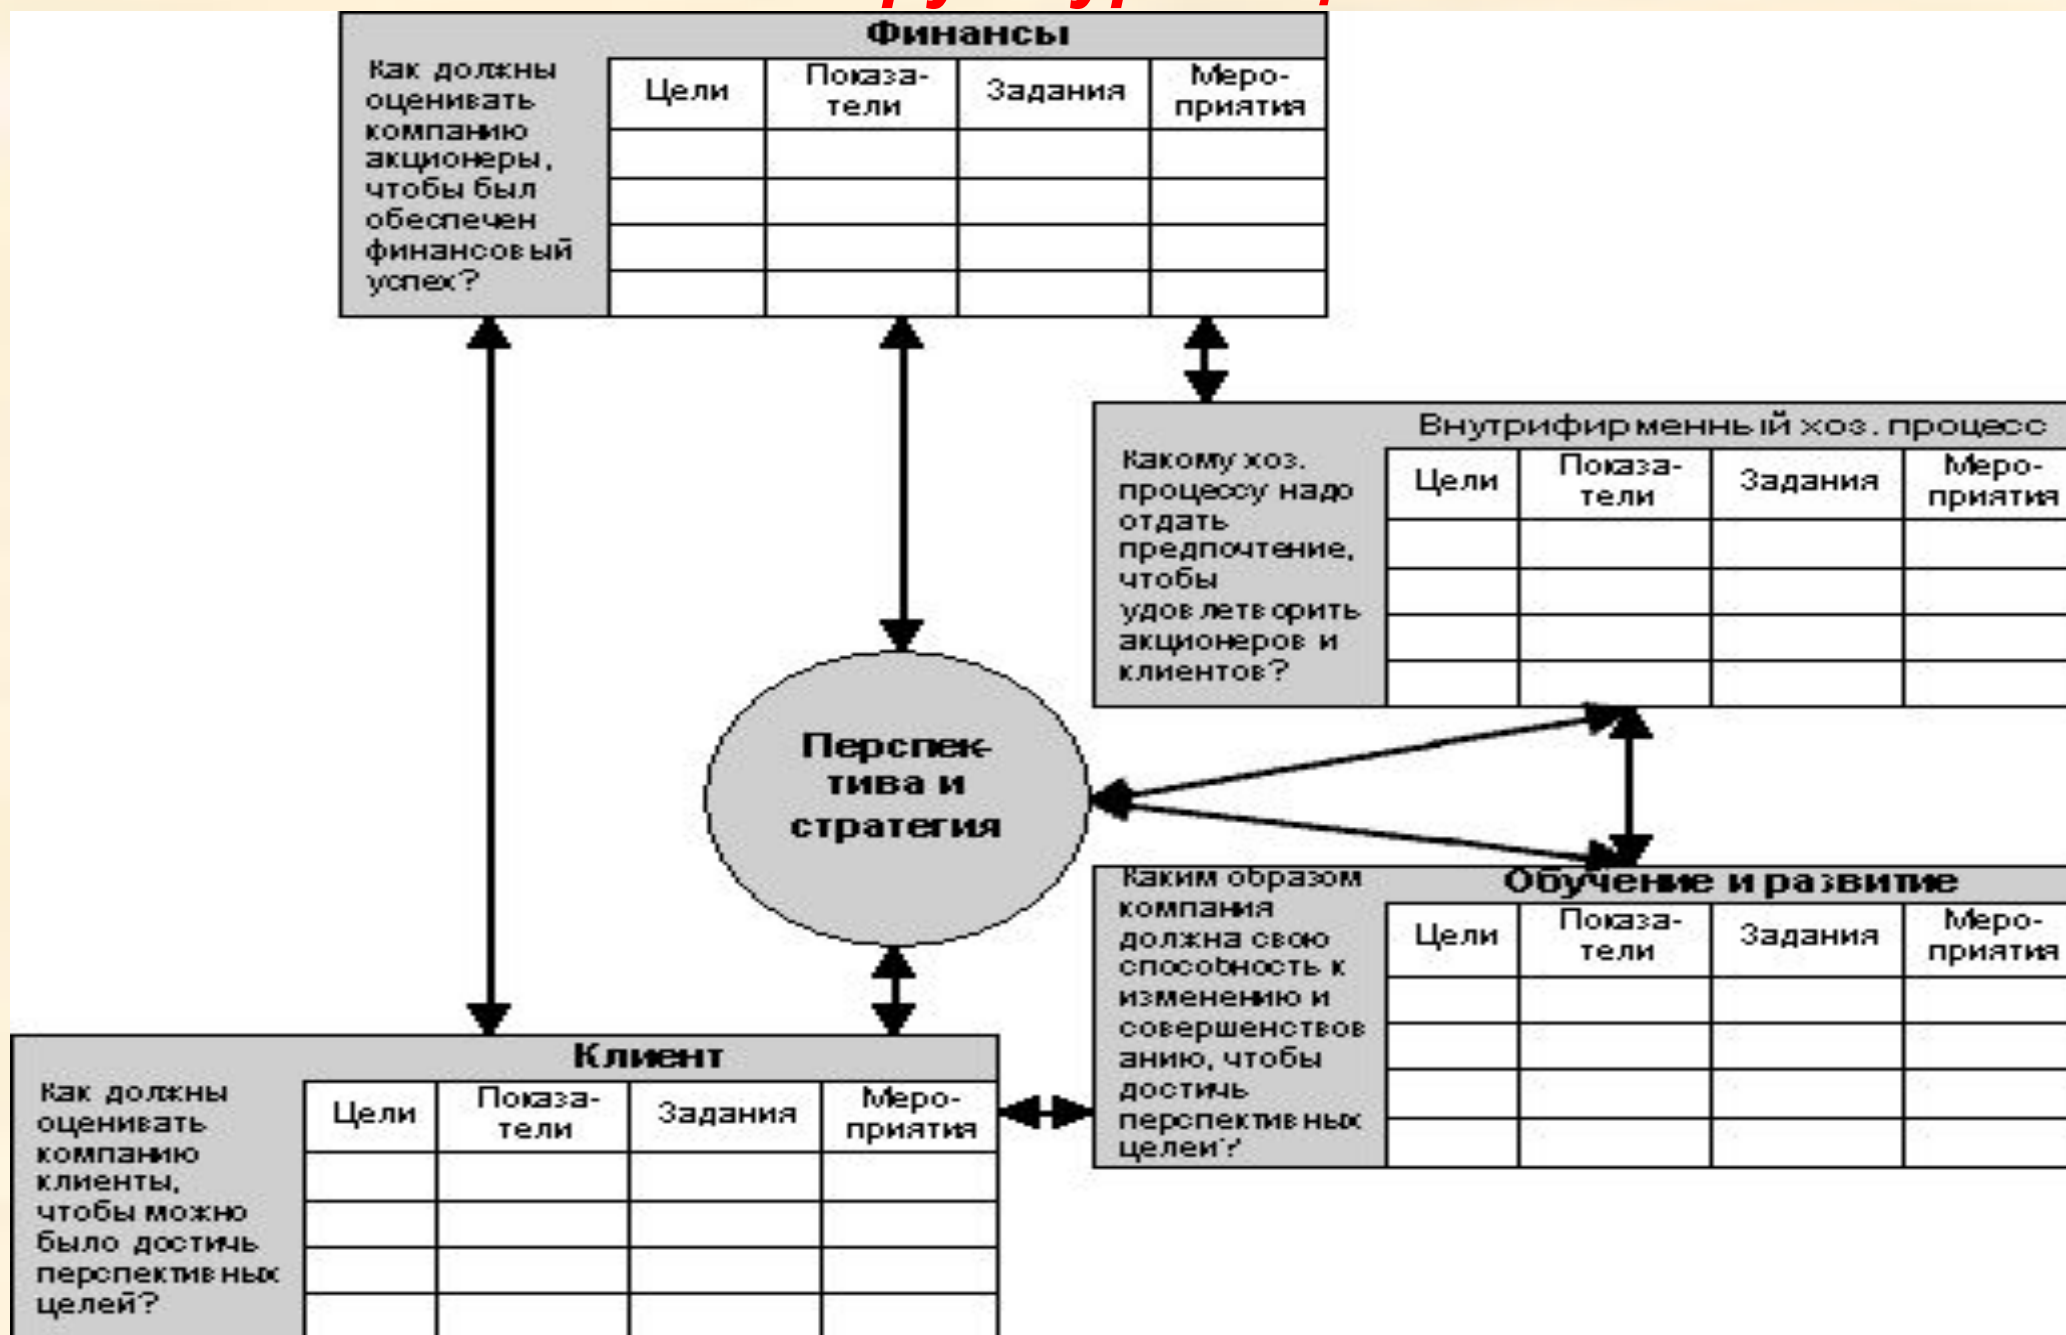 Финансы
Как должны
оценивать
компанию
акционеры,
чтобы был
обеспечен
финансовый
успех?
Цели
Показа-
тели
Задания
Меро-
приятия
Внутрифирменный хоз. процесс
Какому хоз.
процессу надо
отдать
предпочтение,
чтобы
удовлетворить
акционеров и
клиентов?
Цели
Показа-
тели
Задания
Меро-
приятия
Перспек-
тива и
стратегия
Обучение и развитие
Каким образом
компания
должна свою
способность к
изменению и
совершенствов
анию, чтобы
достичь
перспективных
целей?
Цели
Показа-
тели
Задания
Меро-
приятия
Клиент
Как должны
оценивать
компанию
клиенты,
чтобы можно
было достичь
перспективных
целей?
Цели
Показа-
тели
Задания
Меро-
приятия